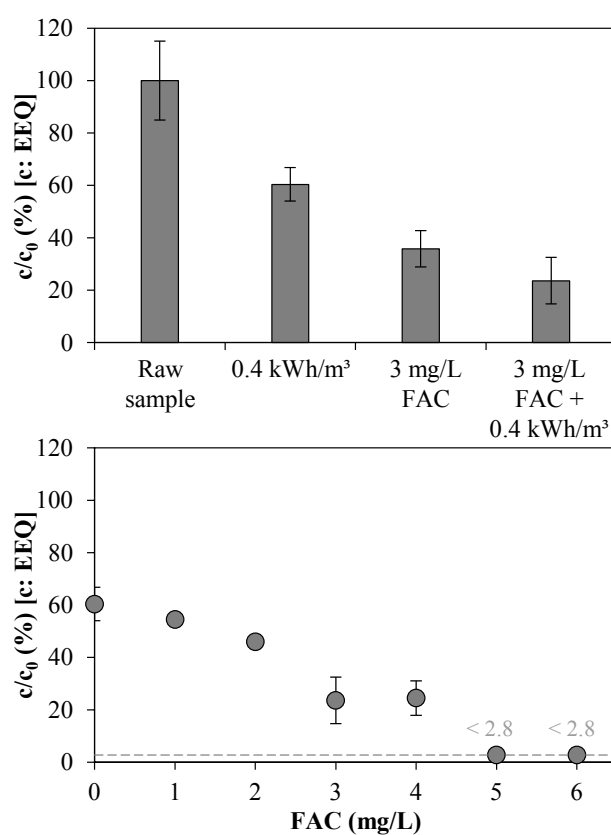 c/c₀ (%) [c: EEQ]
120
100
80
60
40
20
0
Raw sample
0.4 kWh/m³
3 mg/L FAC
3 mg/L FAC + 0.4 kWh/m³
c/c₀ (%) [c: EEQ]
120
100
80
60
40
20
0
< 2.8
< 2.8
0 1 2 3 4 5 6
FAC (mg/L)